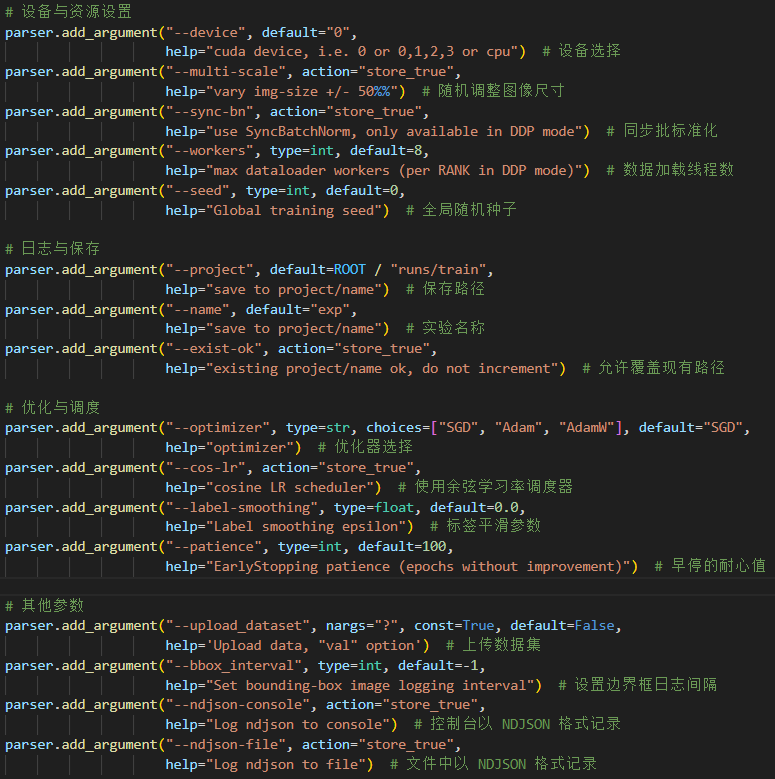 # 设备与资源设置
parser.add_argument("--device", default="0",
help="cuda device, i.e. 0 or 0,1,2,3 or cpu")  # 设备选择
parser.add_argument("--multi-scale", action="store_true",
help="vary img-size +/- 50%%")  # 随机调整图像尺寸
parser.add_argument("--sync-bn", action="store_true",
help="use SyncBatchNorm, only available in DDP mode")  # 同步批标准化
parser.add_argument("--workers", type=int, default=8,
help="max dataloader workers (per RANK in DDP mode)")  # 数据加载线程数
parser.add_argument("--seed", type=int, default=0,
help="Global training seed")  # 全局随机种子
# 日志与保存
parser.add_argument("--project", default=ROOT / "runs/train",
help="save to project/name")  # 保存路径
parser.add_argument("--name", default="exp",
help="save to project/name")  # 实验名称
parser.add_argument("--exist-ok", action="store_true",
help="existing project/name ok, do not increment")  # 允许覆盖现有路径
# 优化与调度
parser.add_argument("--optimizer", type=str, choices=["SGD", "Adam", "AdamW"], default="SGD",
help="optimizer")  # 优化器选择
parser.add_argument("--cos-lr", action="store_true",
help="cosine LR scheduler")  # 使用余弦学习率调度器
parser.add_argument("--label-smoothing", type=float, default=0.0,
help="Label smoothing epsilon")  # 标签平滑参数
parser.add_argument("--patience", type=int, default=100,
help="EarlyStopping patience (epochs without improvement)")  # 早停的耐心值
# 其他参数
parser.add_argument("--upload_dataset", nargs="?", const=True, default=False,
help='Upload data, "val" option')  # 上传数据集
parser.add_argument("--bbox_interval", type=int, default=-1,
help="Set bounding-box image logging interval")  # 设置边界框日志间隔
parser.add_argument("--ndjson-console", action="store_true",
help="Log ndjson to console")  # 控制台以 NDJSON 格式记录
parser.add_argument("--ndjson-file", action="store_true",
help="Log ndjson to file")  # 文件中以 NDJSON 格式记录